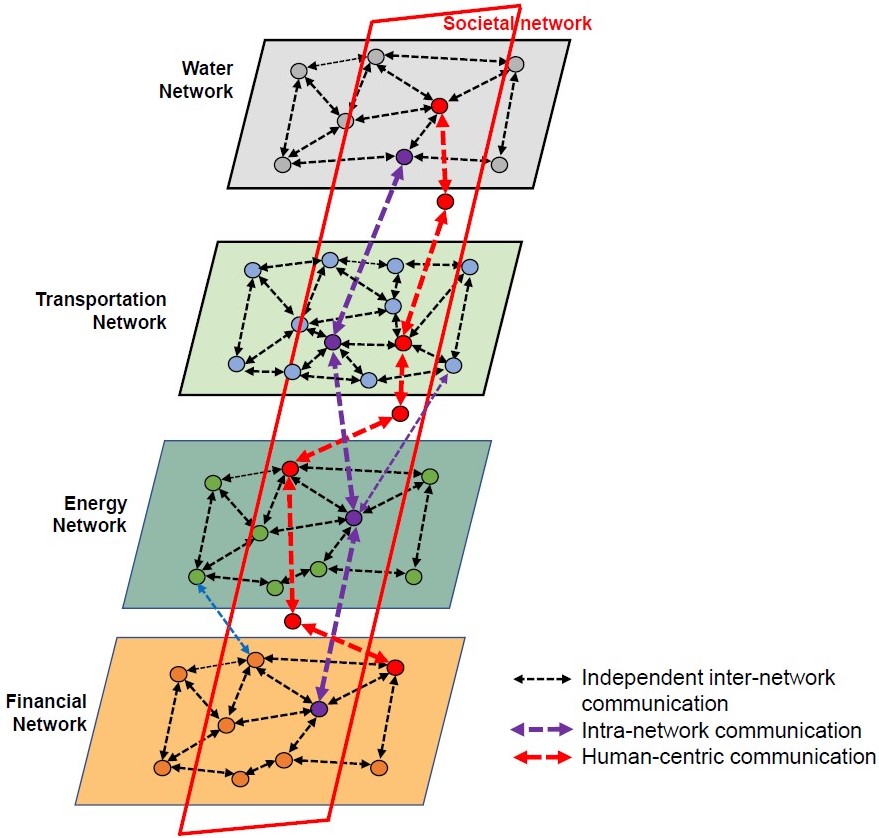 Societal network
Water
Network
Transportation
Network
Energy
Network
Financial
Network
Independent inter-network
communication
Intra-network communication
Human-centric communication